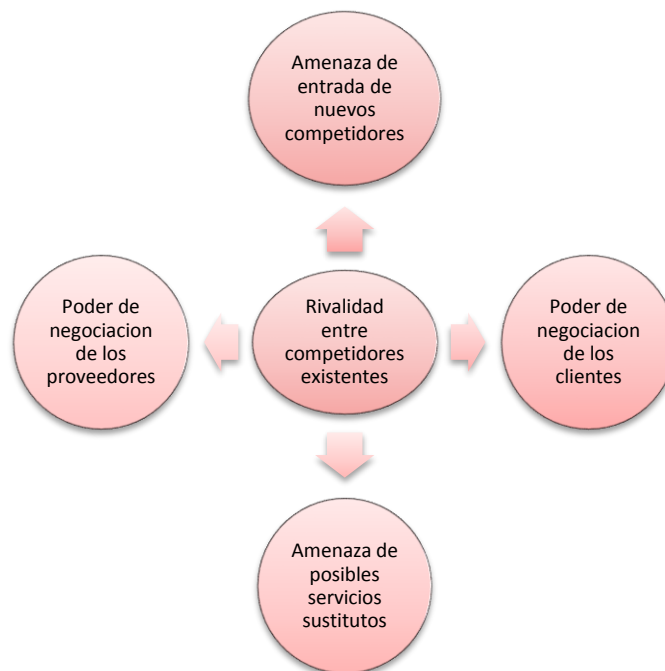 Amenaza de
entrada de
nuevos
competidores
Poder de
negociacion
de los
proveedores
Rivalidad
entre
competidores
existentes
Poder de
negociacion
de los
clientes
Amenaza de
posibles
servicios
sustitutos